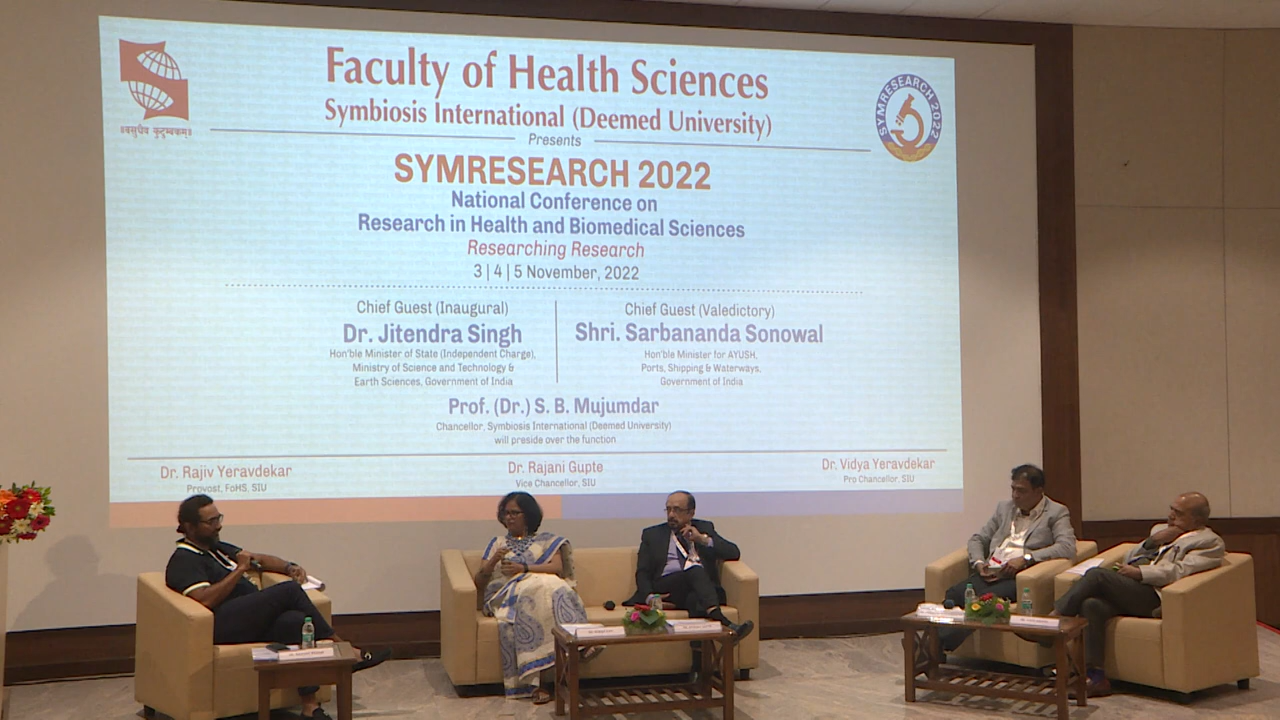 Faculty of Health Sciences
Symbiosis International (Deemed University)
Presents
॥वसुधैव कुटुम्बकम्॥
SYMRESEARCH 2022
SYMRESEARCH 2022
National Conference on
Research in Health and Biomedical Sciences
Researching Research
3 | 4 | 5 November, 2022
Chief Guest (Inaugural)
Dr. Jitendra Singh
Hon'ble Minister of State (Independent Charge),
Ministry of Science and Technology &
Earth Sciences, Government of India
Chief Guest (Valedictory)
Shri. Sarbananda Sonowal
Hon'ble Minister for AYUSH,
Ports, Shipping & Waterways,
Government of India
Prof. (Dr.) S. B. Mujumdar
Chancellor, Symbiosis International (Deemed University)
will preside over the function
Dr. Rajiv Yeravdekar
Provost, FoHS, SIU
Dr. Rajani Gupte
Vice Chancellor, SIU
Dr. Vidya Yeravdekar
Pro Chancellor, SIU